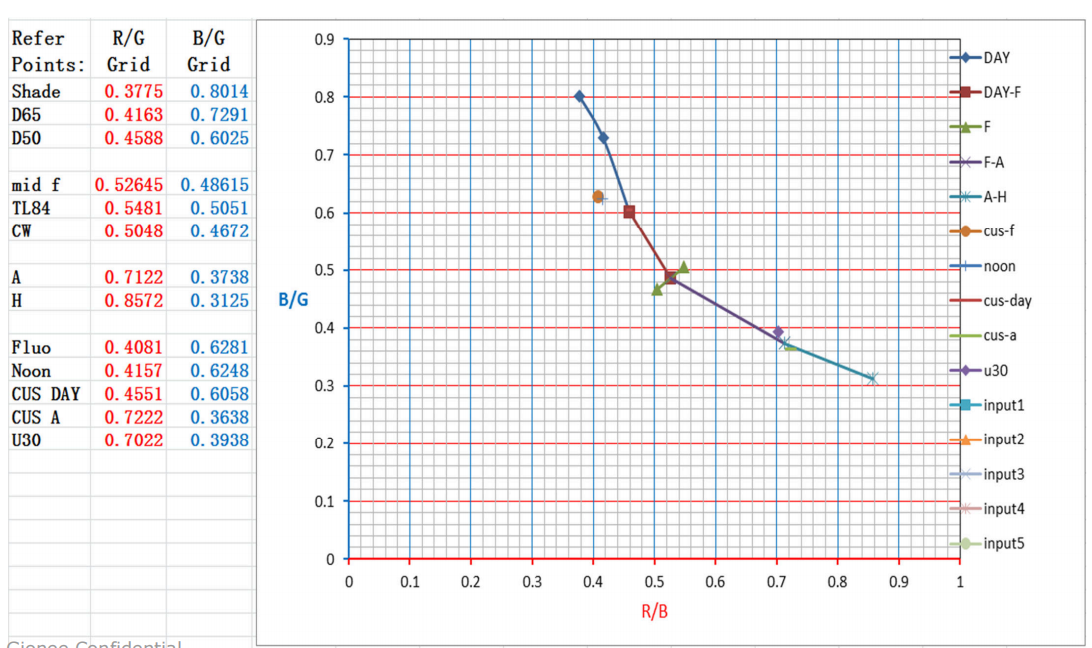 Refer R/G B/G
Points: Grid Grid
Shade 0.3775 0.8014
D65 0.4163 0.7291
D50 0.4588 0.6025
mid f 0.52645 0.48615
TL84 0.5481 0.5051
CW 0.5048 0.4672
A 0.7122 0.3738
H 0.8572 0.3125
Fluo 0.4081 0.6281
Noon 0.4157 0.6248
CUS DAY 0.4551 0.6058
CUS A 0.7222 0.3638
U30 0.7022 0.3938
B/G
0.9
0.8
0.7
0.6
0.5
0.4
0.3
0.2
0.1
0
0 0.1 0.2 0.3 0.4 0.5 0.6 0.7 0.8 0.9 1
R/B
DAY
DAY-F
F
F-A
A-H
cus-f
noon
cus-day
cus-a
u30
input1
input2
input3
input4
input5
Gionee Confidential